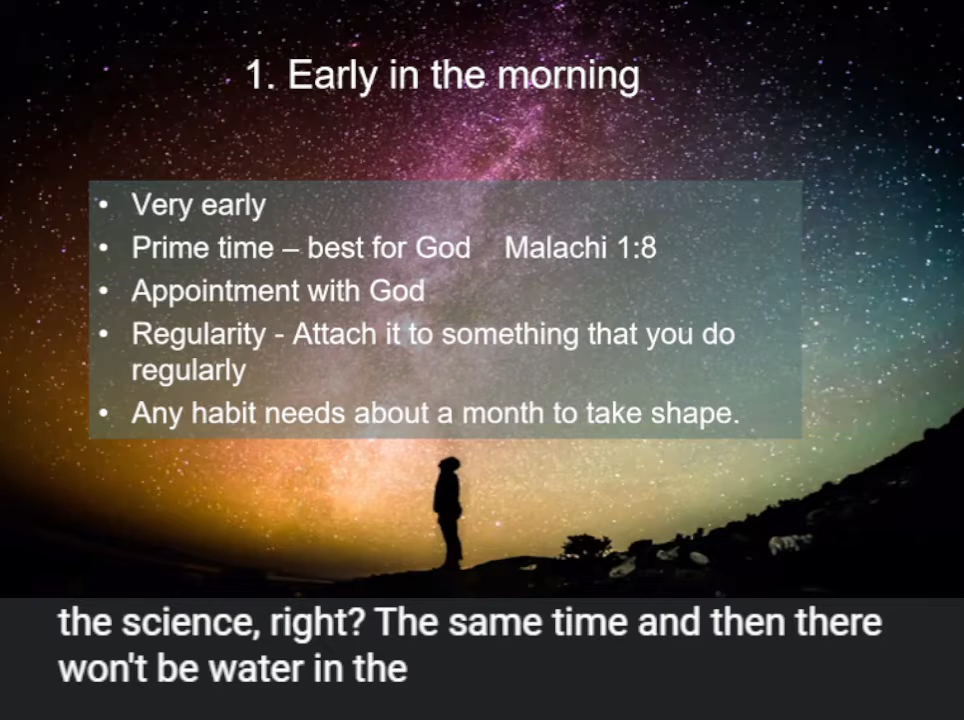 1. Early in the morning
• Very early
• Prime time – best for God Malachi 1:8
• Appointment with God
• Regularity - Attach it to something that you do
regularly
• Any habit needs about a month to take shape.
the science, right? The same time and then there
won't be water in the